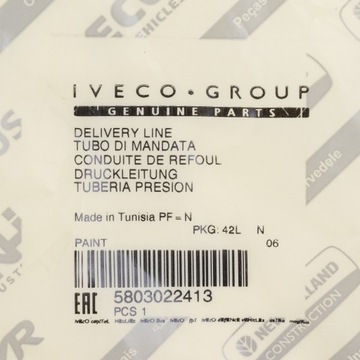 IVECO • GROUP
GENUINE PARTS
DELIVERY LINE
TUBO DI MANDATA
CONDUITE DE REFOUL
DRUCKLEITUNG
TUBERIA PRESION
Made in Tunisia PF = N
PKG: 42L N
PAINT 06
EAC 5803022413
PCS 1
CONSTRUCTION